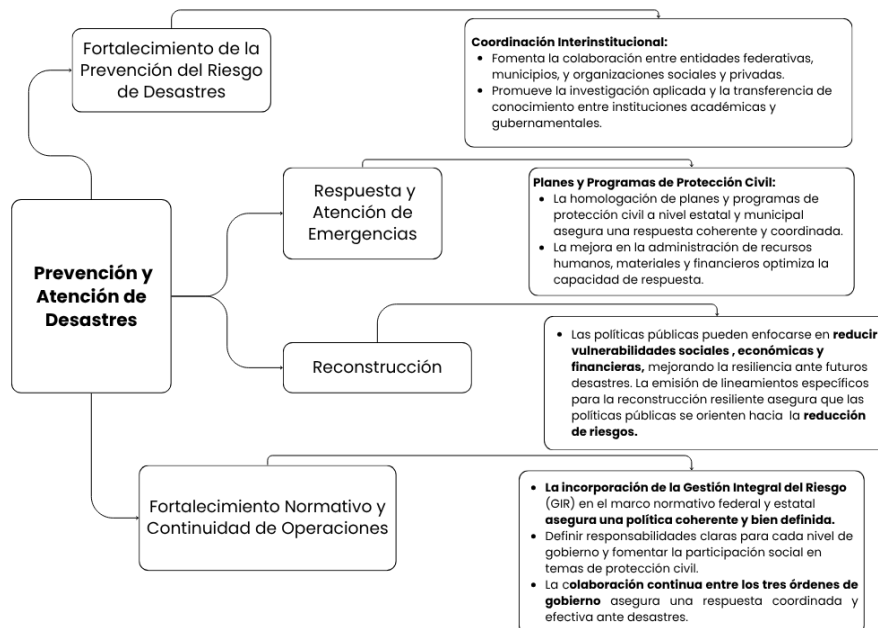 Fortalecimiento de la
Prevención del Riesgo
de Desastres
Coordinación Interinstitucional:
• Fomenta la colaboración entre entidades federativas,
municipios, y organizaciones sociales y privadas.
• Promueve la investigación aplicada y la transferencia de
conocimiento entre instituciones académicas y
gubernamentales.
Prevención y
Atención de
Desastres
Respuesta y
Atención de
Emergencias
Planes y Programas de Protección Civil:
• La homologación de planes y programas de
protección civil a nivel estatal y municipal
asegura una respuesta coherente y coordinada.
• La mejora en la administración de recursos
humanos, materiales y financieros optimiza la
capacidad de respuesta.
Reconstrucción
• Las políticas públicas pueden enfocarse en reducir
vulnerabilidades sociales , económicas y
financieras, mejorando la resiliencia ante futuros
desastres. La emisión de lineamientos específicos
para la reconstrucción resiliente asegura que las
políticas públicas se orienten hacia la reducción
de riesgos.
Fortalecimiento Normativo y
Continuidad de Operaciones
• La incorporación de la Gestión Integral del Riesgo
(GIR) en el marco normativo federal y estatal
asegura una política coherente y bien definida.
• Definir responsabilidades claras para cada nivel de
gobierno y fomentar la participación social en
temas de protección civil.
• La colaboración continua entre los tres órdenes de
gobierno asegura una respuesta coordinada y
efectiva ante desastres.